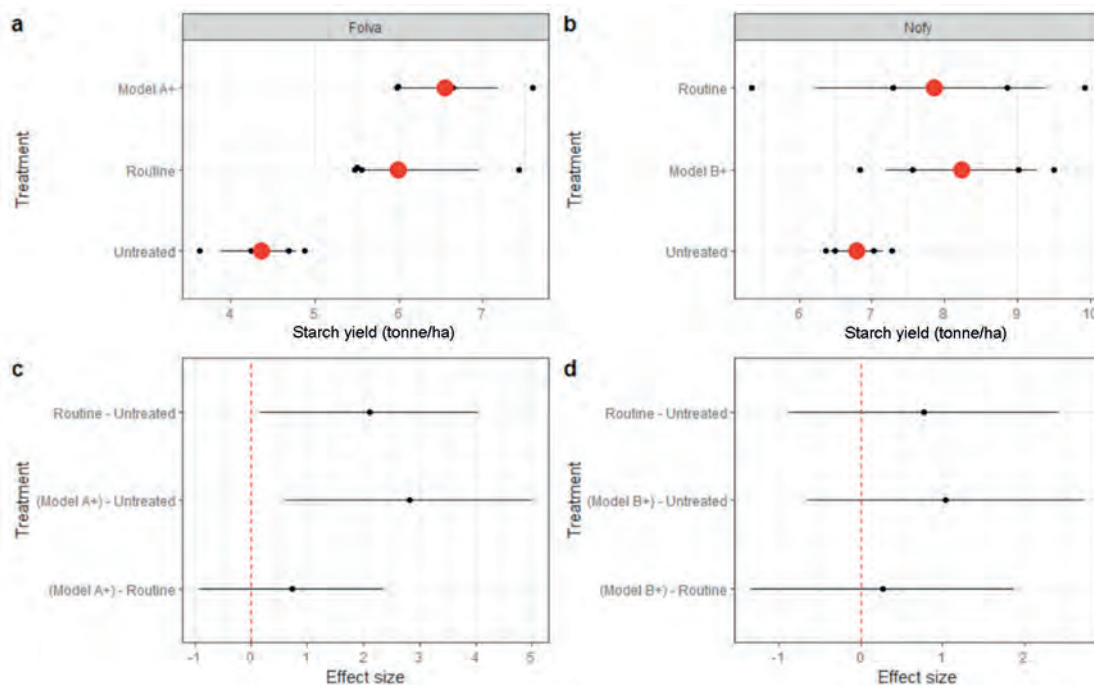 a
Folva
Treatment
Model A+
Routine
Untreated
4 5 6 7
Starch yield (tonne/ha)
b
Nofy
Treatment
Routine
Model B+
Untreated
6 7 8 9 10
Starch yield (tonne/ha)
c
Treatment
Routine - Untreated
(Model A+) - Untreated
(Model A+) - Routine
-1 0 1 2 3 4 5
Effect size
d
Treatment
Routine - Untreated
(Model B+) - Untreated
(Model B+) - Routine
-1 0 1 2
Effect size